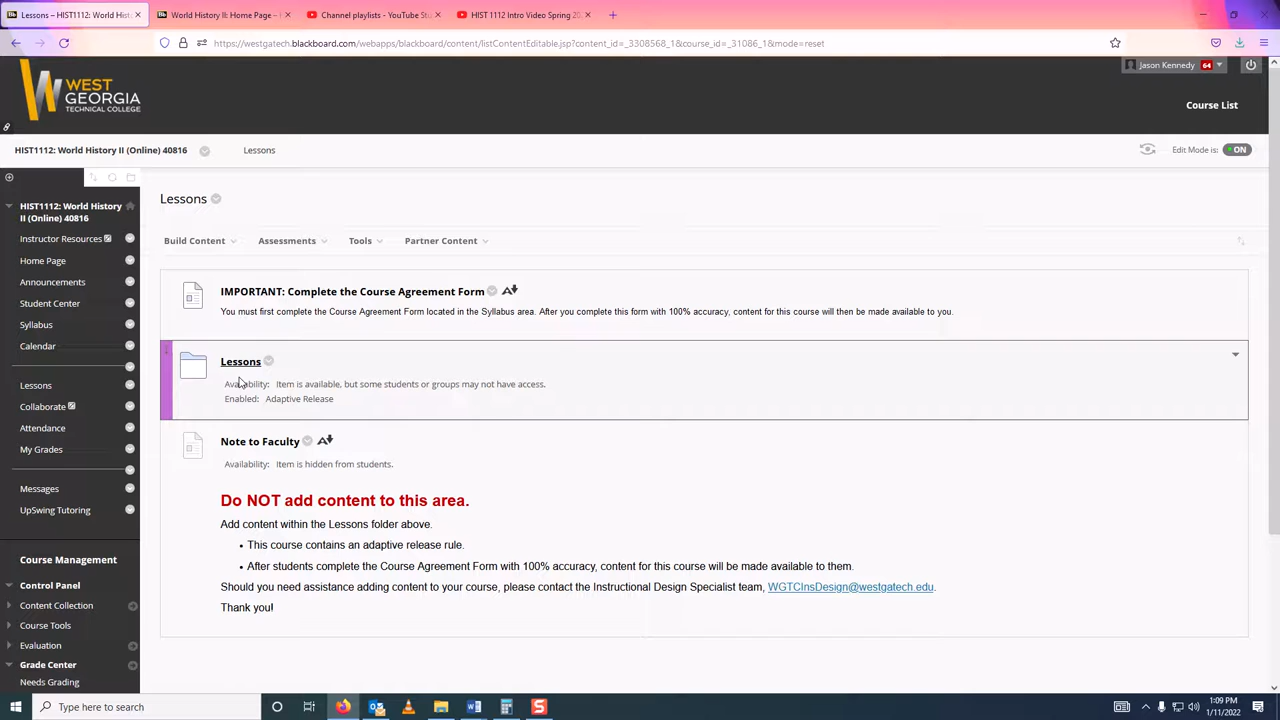 Lessons – HIST1112: World Hist
World History II: Home Page –
Channel playlists - YouTube Stu
HIST 1112 Intro Video Spring 20
https://westgatech.blackboard.com/webapps/blackboard/content/listContentEditable.jsp?content_id=_3308568_1&course_id=_31086_1&mode=reset
Jason Kennedy 64
WEST
GEORGIA
TECHNICAL COLLEGE
Course List
HIST1112: World History II (Online) 40816
Lessons
Edit Mode is: ON
HIST1112: World History
II (Online) 40816
Instructor Resources
Home Page
Announcements
Student Center
Syllabus
Calendar
Lessons
Collaborate
Attendance
My Grades
Messages
UpSwing Tutoring
Course Management
Control Panel
Content Collection
Course Tools
Evaluation
Grade Center
Needs Grading
Lessons
Build Content
Assessments
Tools
Partner Content
IMPORTANT: Complete the Course Agreement Form
You must first complete the Course Agreement Form located in the Syllabus area. After you complete this form with 100% accuracy, content for this course will then be made available to you.
Lessons
Availability: Item is available, but some students or groups may not have access.
Enabled: Adaptive Release
Note to Faculty
Availability: Item is hidden from students.
Do NOT add content to this area.
Add content within the Lessons folder above.
• This course contains an adaptive release rule.
• After students complete the Course Agreement Form with 100% accuracy, content for this course will be made available to them.
Should you need assistance adding content to your course, please contact the Instructional Design Specialist team, WGTCInsDesign@westgatech.edu.
Thank you!
Type here to search
1:09 PM
1/11/2022